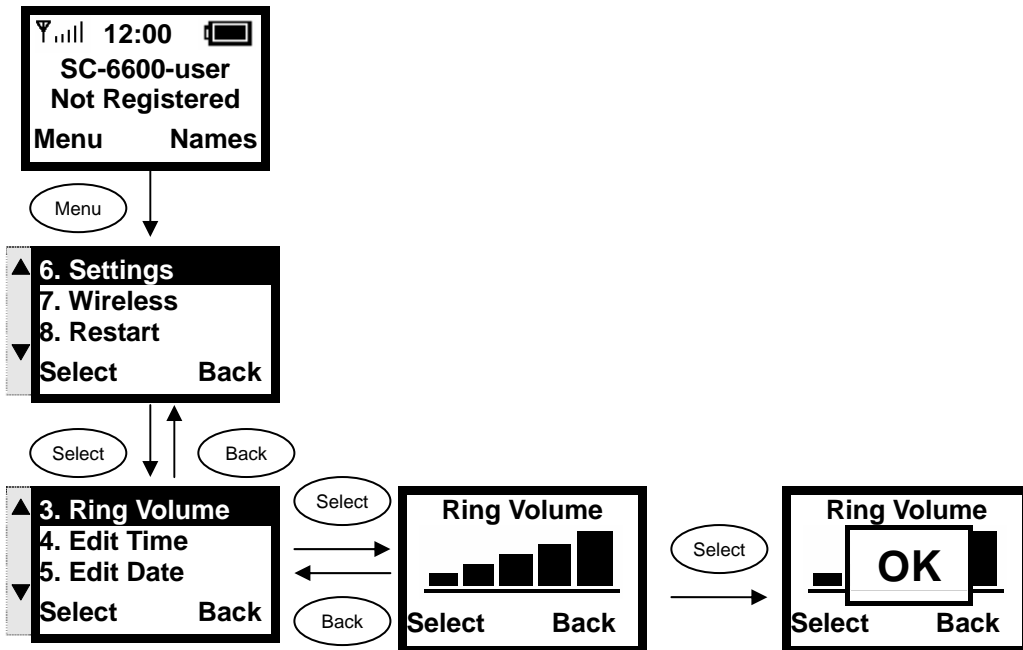 12:00
SC-6600-user
Not Registered
Menu Names
Menu
6. Settings
7. Wireless
8. Restart
Select Back
Select Back
3. Ring Volume
4. Edit Time
5. Edit Date
Select Back
Select
Back
Ring Volume
Select Back
Select
Ring Volume
OK
Select Back